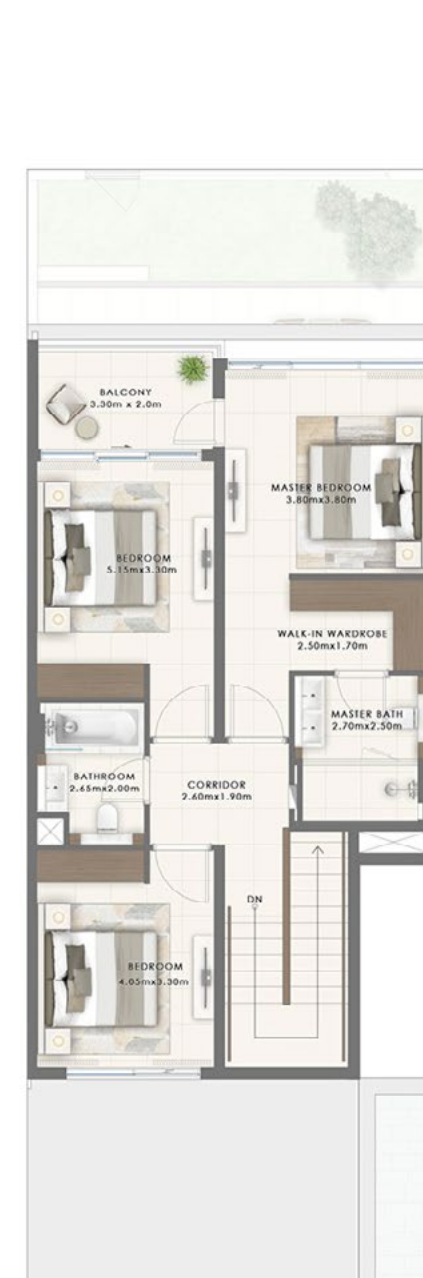 BALCONY
3.30m x 2.0m
MASTER BEDROOM
3.80mx3.80m
BEDROOM
5.15mx3.30m
WALK-IN WARDROBE
2.50mx1.70m
MASTER BATH
2.70mx2.50m
BATHROOM
2.65mx2.00m
CORRIDOR
2.60mx1.90m
DN
BEDROOM
4.05mx3.30m